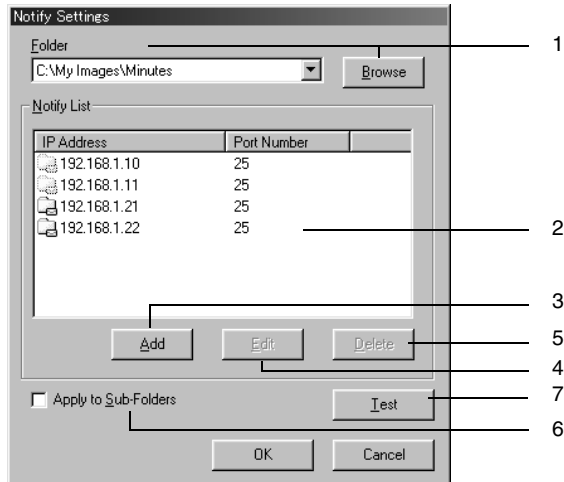 Notify Settings
Folder
1
C:\My Images\Minutes
Browse
Notify List
IP Address Port Number
192.168.1.10 25
192.168.1.11 25
192.168.1.21 25
192.168.1.22 25
2
3
Add Edit Delete
5
4
Apply to Sub-Folders
Test
7
6
OK Cancel